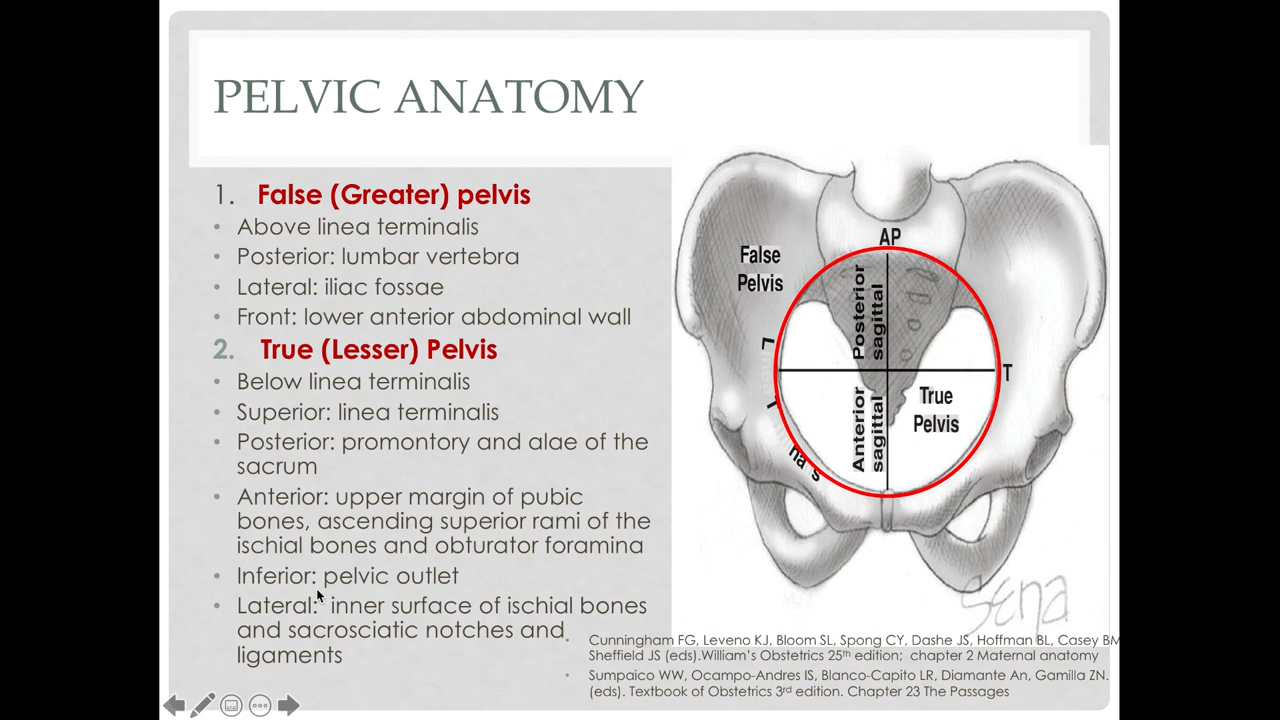 PELVIC ANATOMY
1. False (Greater) pelvis
• Above linea terminalis
• Posterior: lumbar vertebra
• Lateral: iliac fossae
• Front: lower anterior abdominal wall
2. True (Lesser) Pelvis
• Below linea terminalis
• Superior: linea terminalis
• Posterior: promontory and alae of the
sacrum
• Anterior: upper margin of pubic
bones, ascending superior rami of the
ischial bones and obturator foramina
• Inferior: pelvic outlet
• Lateral: inner surface of ischial bones
and sacrosciatic notches and
ligaments
AP
False
Pelvis
Posterior
sagittal
T
True
Pelvis
Anterior
sagittal
Sena
• Cunningham FG, Leveno KJ, Bloom SL, Spong CY, Dashe JS, Hoffman BL, Casey BM
Sheffield JS (eds).William’s Obstetrics 25th edition; chapter 2 Maternal anatomy
• Sumpaico WW, Ocampo-Andres IS, Blanco-Capito LR, Diamante An, Gamilla ZN.
(eds). Textbook of Obstetrics 3rd edition. Chapter 23 The Passages